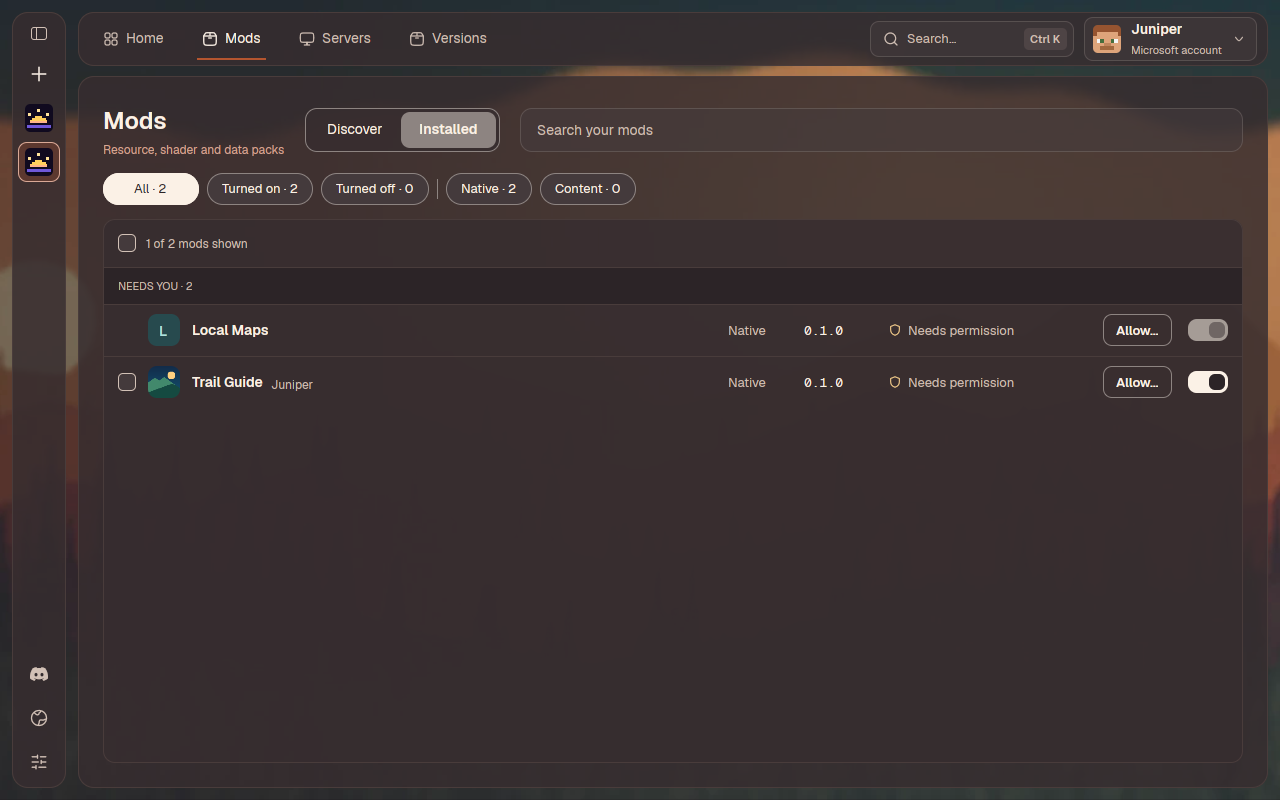 Home
Mods
Servers
Versions
Search...
Ctrl K
Juniper
Microsoft account
Mods
Resource, shader and data packs
Discover
Installed
Search your mods
All · 2
Turned on · 2
Turned off · 0
Native · 2
Content · 0
1 of 2 mods shown
NEEDS YOU · 2
L
Local Maps
Native
0.1.0
Needs permission
Allow...
Trail Guide
Juniper
Native
0.1.0
Needs permission
Allow...